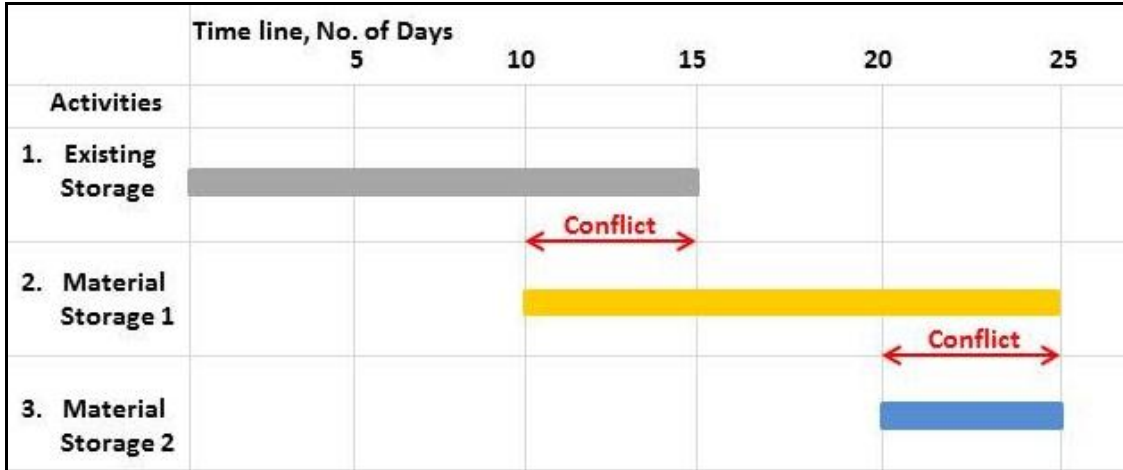 Time line, No. of Days
5 10 15 20 25
Activities
1. Existing
Storage
Conflict
2. Material
Storage 1
Conflict
3. Material
Storage 2